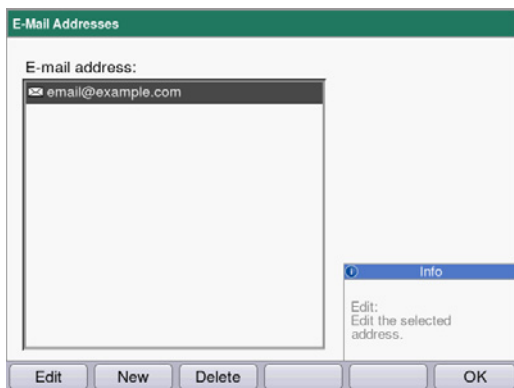 E-Mail Addresses
E-mail address:
email@example.com
Info
Edit:
Edit the selected
address.
Edit New Delete OK